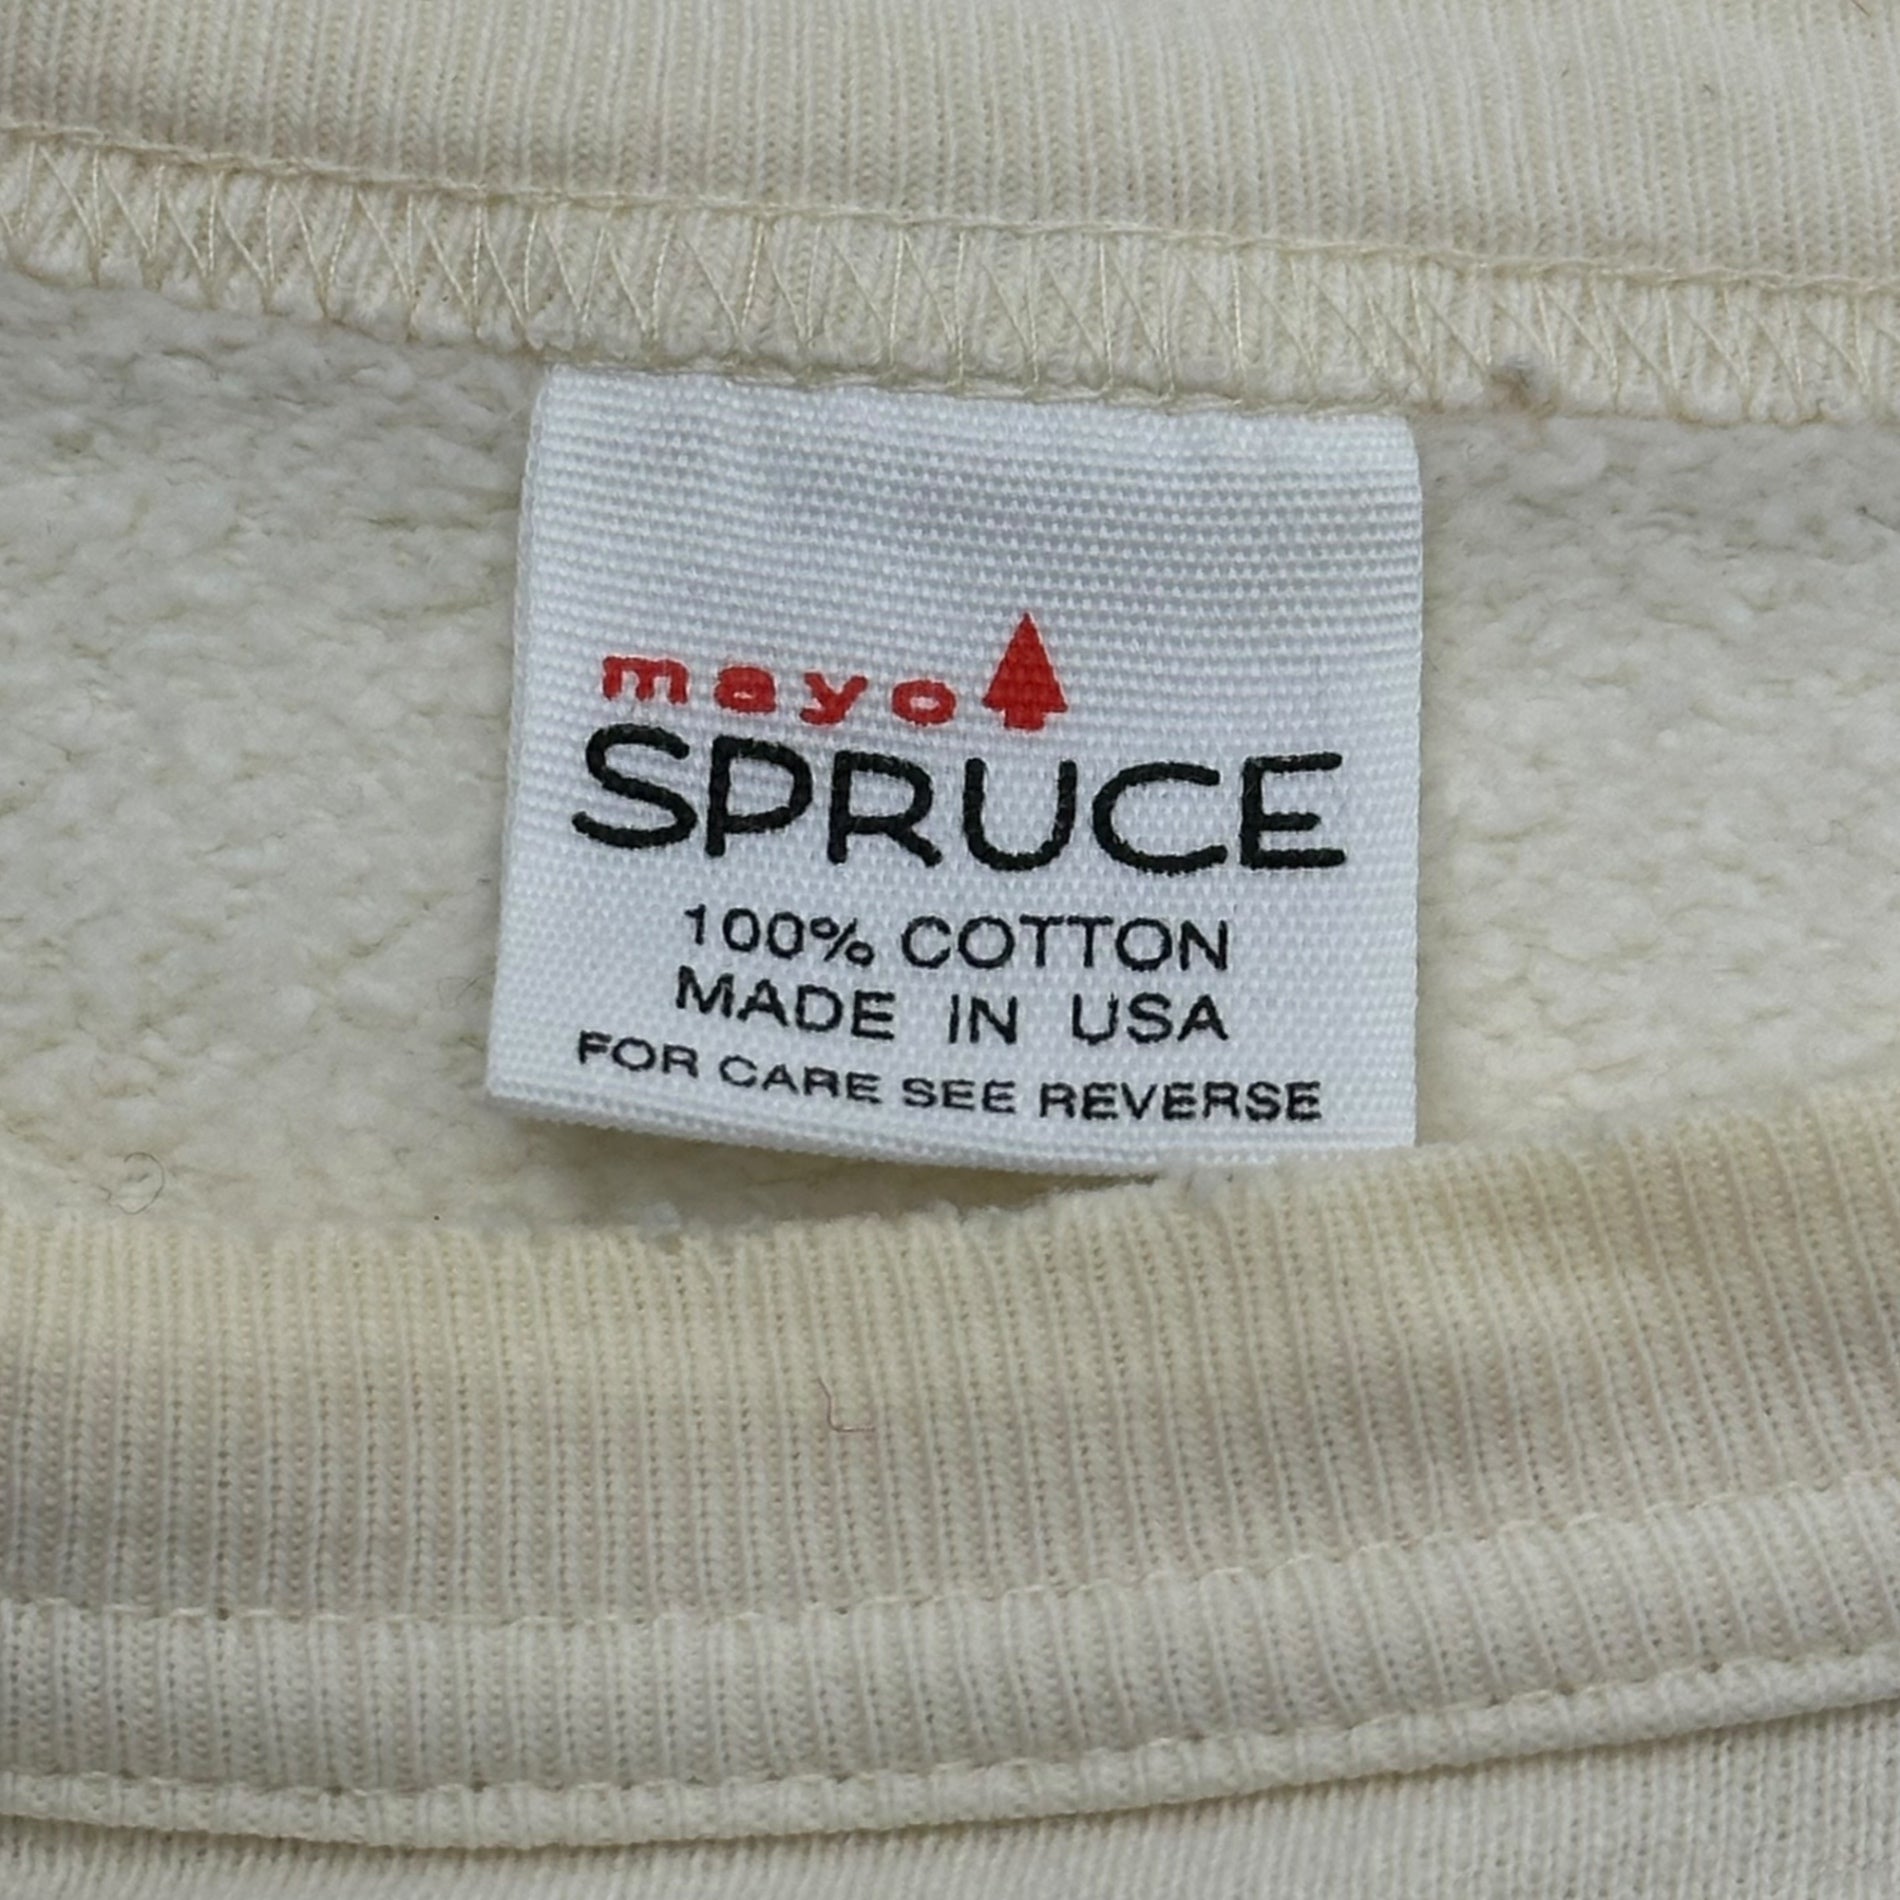 mayo
SPRUCE
100% COTTON
MADE IN USA
FOR CARE SEE REVERSE